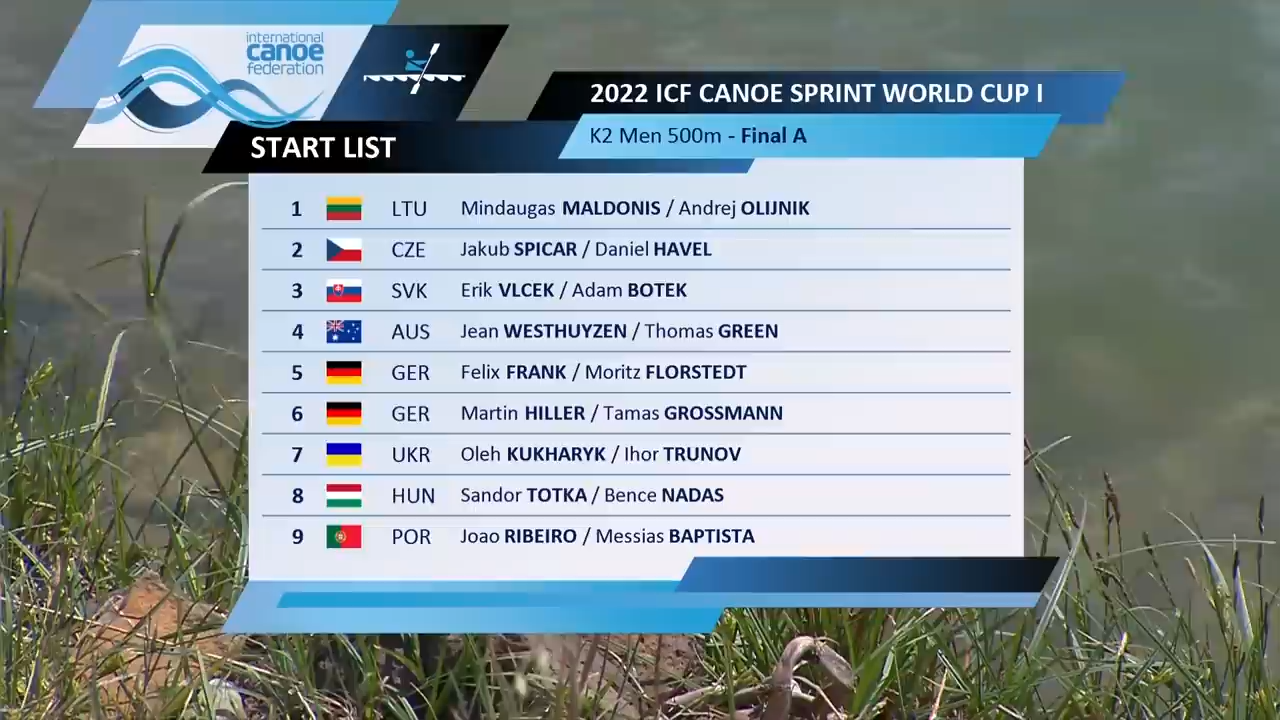 international
canoe
federation
2022 ICF CANOE SPRINT WORLD CUP I
K2 Men 500m - Final A
START LIST
1 LTU Mindaugas MALDONIS / Andrej OLIJNIK
2 CZE Jakub SPICAR / Daniel HAVEL
3 SVK Erik VLCEK / Adam BOTEK
4 AUS Jean WESTHUYZEN / Thomas GREEN
5 GER Felix FRANK / Moritz FLORSTEDT
6 GER Martin HILLER / Tamas GROSSMANN
7 UKR Oleh KUKHARYK / Ihor TRUNOV
8 HUN Sandor TOTKA / Bence NADAS
9 POR Joao RIBEIRO / Messias BAPTISTA